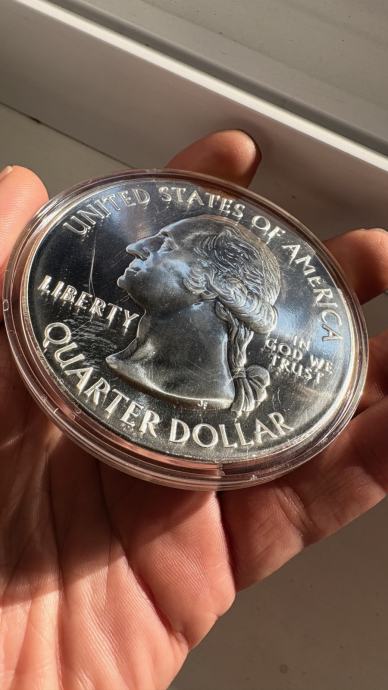 UNITED STATES OF AMERICA
LIBERTY
IN
GOD WE
TRUST
QUARTER DOLLAR